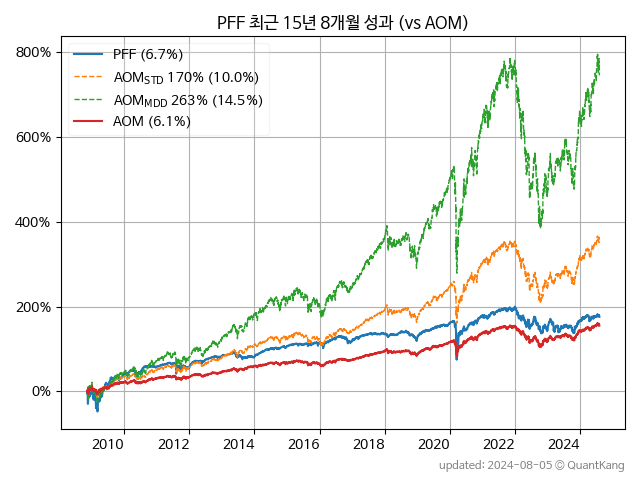 PFF 최근 15년 8개월 성과 (vs AOM)
PFF (6.7%)
AOM_STD 170% (10.0%)
AOM_MDD 263% (14.5%)
AOM (6.1%)
800%
600%
400%
200%
0%
2010 2012 2014 2016 2018 2020 2022 2024
updated: 2024-08-05 © QuantKang